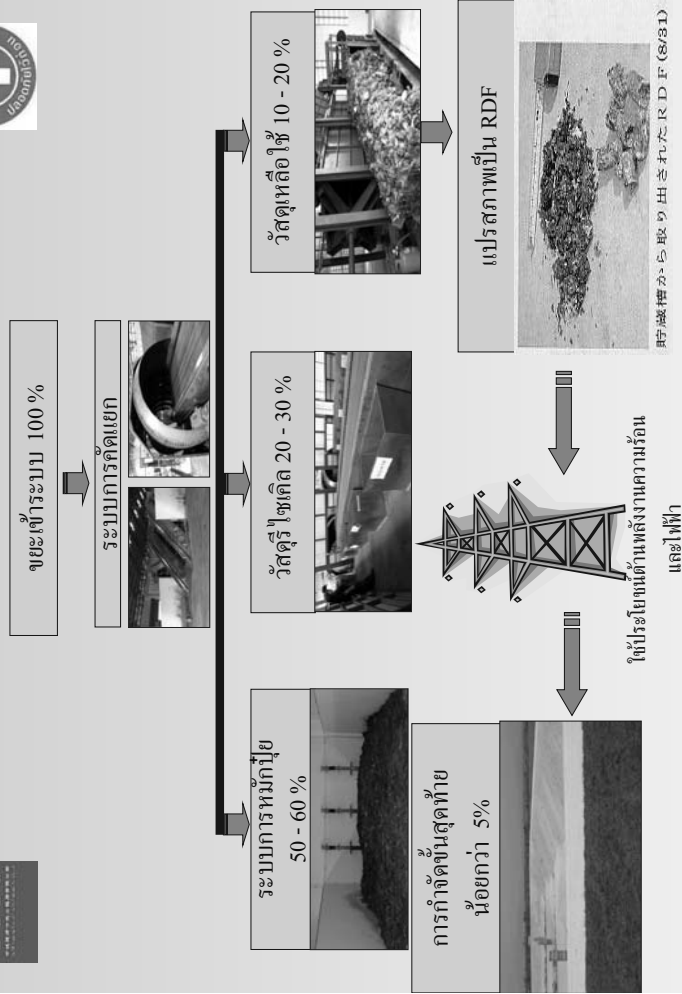 ขยะเข้าระบบ 100 %
ระบบการคัดแยก
ระบบการหมักปุ๋ย
50 - 60 %
วัสดุรีไซเคิล 20 - 30 %
วัสดุเหลือใช้ 10 - 20 %
แปรสภาพเป็น RDF
貯蔵槽から取り出されたRDF(8/31)
ใช้ประโยชน์ด้านพลังงานความร้อน
และไฟฟ้า
การกำจัดขั้นสุดท้าย
น้อยกว่า 5%